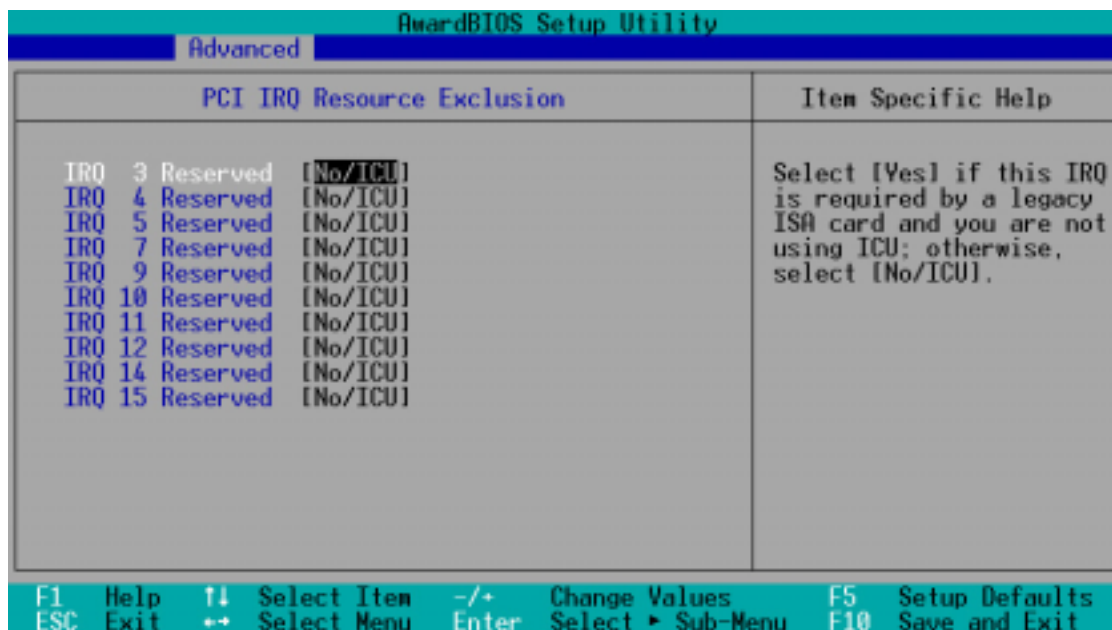 AwardBIOS Setup Utility
Advanced
PCI IRQ Resource Exclusion
Item Specific Help
IRQ 3 Reserved [No/ICU]
IRQ 4 Reserved [No/ICU]
IRQ 5 Reserved [No/ICU]
IRQ 7 Reserved [No/ICU]
IRQ 9 Reserved [No/ICU]
IRQ 10 Reserved [No/ICU]
IRQ 11 Reserved [No/ICU]
IRQ 12 Reserved [No/ICU]
IRQ 14 Reserved [No/ICU]
IRQ 15 Reserved [No/ICU]
Select [Yes] if this IRQ
is required by a legacy
ISA card and you are not
using ICU; otherwise,
select [No/ICU].
F1 Help ↑↓ Select Item -/+ Change Values F5 Setup Defaults
ESC Exit ←→ Select Menu Enter Select ► Sub-Menu F10 Save and Exit